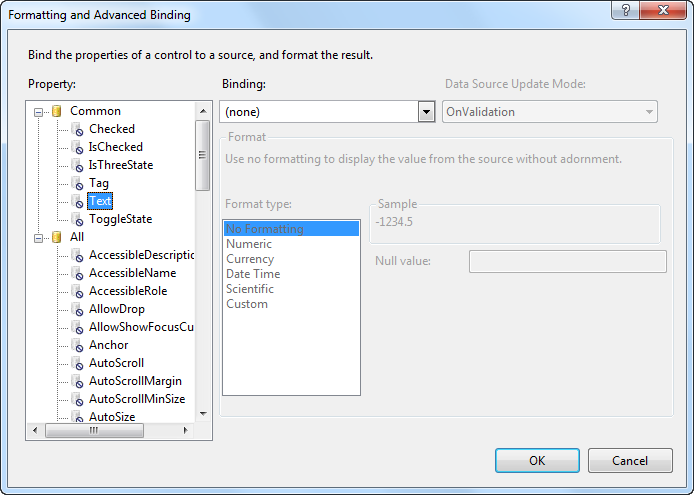 Formatting and Advanced Binding
?
Bind the properties of a control to a source, and format the result.
Property:
Common
Checked
IsChecked
IsThreeState
Tag
Text
ToggleState
All
AccessibleDescriptio
AccessibleName
AccessibleRole
AllowDrop
AllowShowFocusCu
Anchor
AutoScroll
AutoScrollMargin
AutoScrollMinSize
AutoSize
Binding:
(none)
Data Source Update Mode:
OnValidation
Format
Use no formatting to display the value from the source without adornment.
Format type:
No Formatting
Numeric
Currency
Date Time
Scientific
Custom
Sample
-1234.5
Null value:
OK
Cancel